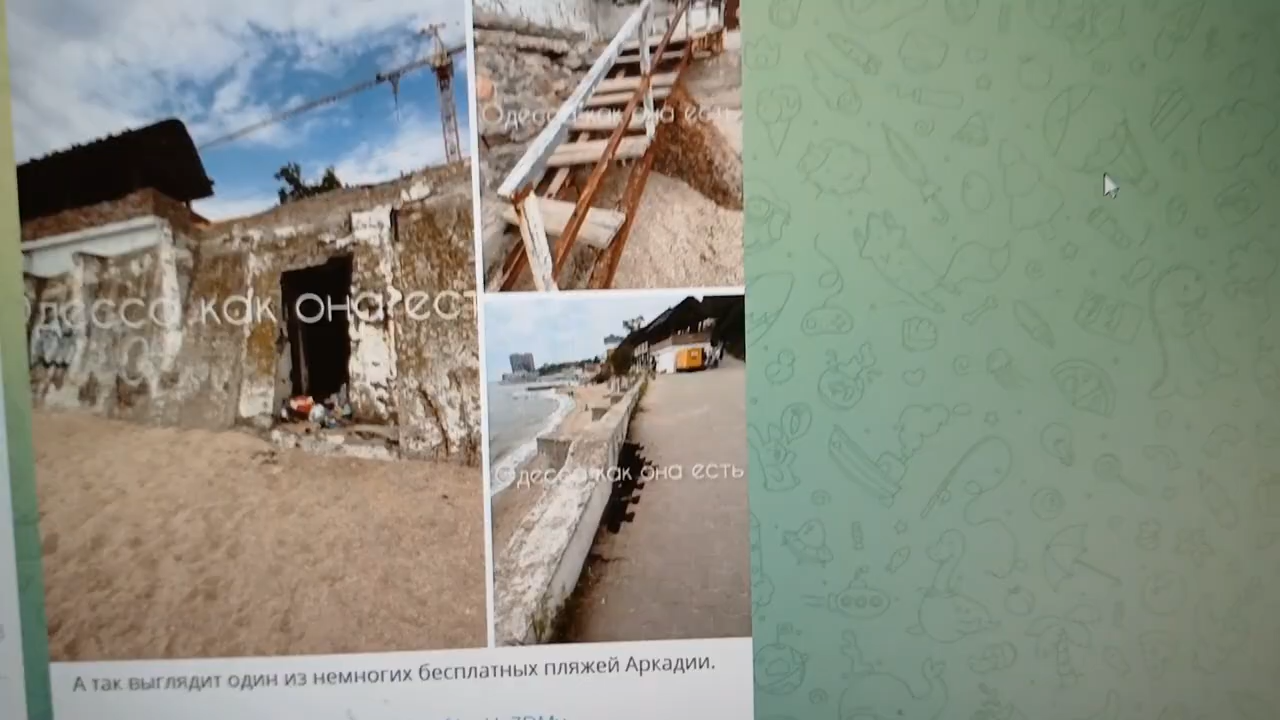 Одесса как она есть
Одесса как она ест
Одесса как она есть
А так выглядит один из немногих бесплатных пляжей Аркадии.